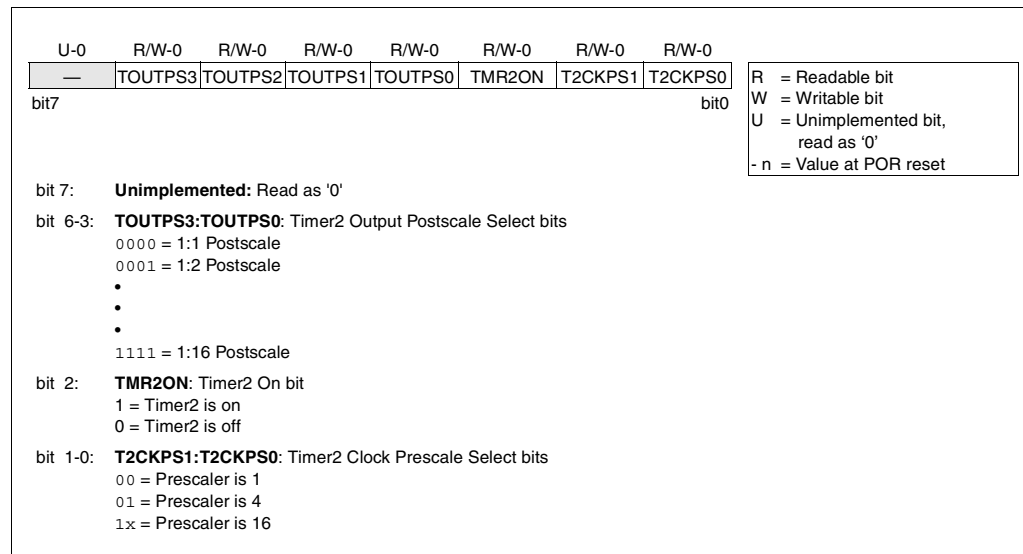 U-0 R/W-0 R/W-0 R/W-0 R/W-0 R/W-0 R/W-0 R/W-0
— TOUTPS3 TOUTPS2 TOUTPS1 TOUTPS0 TMR2ON T2CKPS1 T2CKPS0
bit7 bit0
R = Readable bit
W = Writable bit
U = Unimplemented bit,
read as ‘0’
- n = Value at POR reset
bit 7: Unimplemented: Read as '0'
bit 6-3: TOUTPS3:TOUTPS0: Timer2 Output Postscale Select bits
0000 = 1:1 Postscale
0001 = 1:2 Postscale
•
•
•
1111 = 1:16 Postscale
bit 2: TMR2ON: Timer2 On bit
1 = Timer2 is on
0 = Timer2 is off
bit 1-0: T2CKPS1:T2CKPS0: Timer2 Clock Prescale Select bits
00 = Prescaler is 1
01 = Prescaler is 4
1x = Prescaler is 16